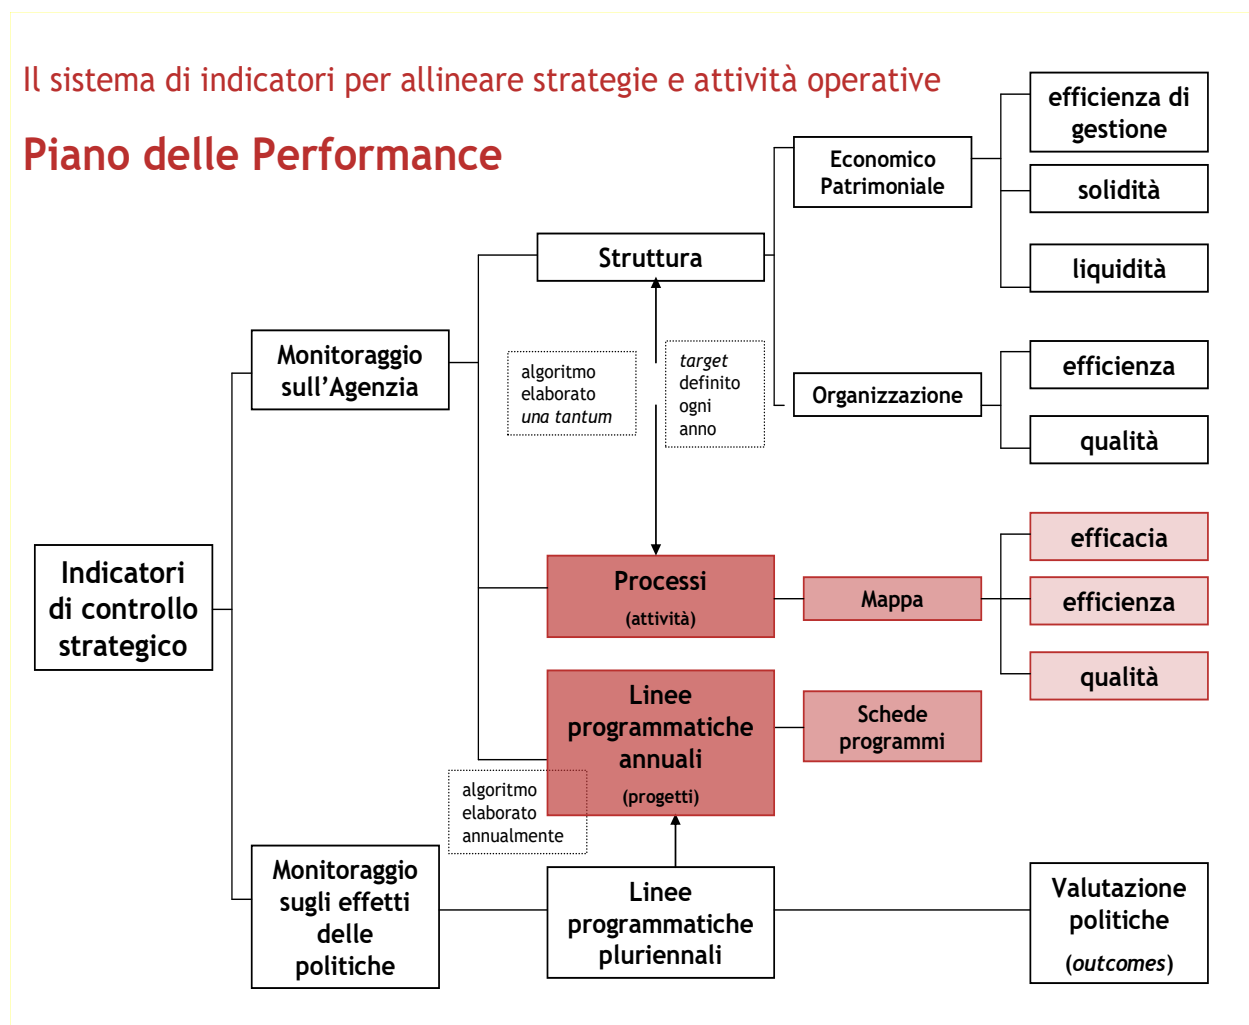 Il sistema di indicatori per allineare strategie e attività operative
Piano delle Performance
efficienza di
gestione
Economico
Patrimoniale
solidità
Struttura
liquidità
Monitoraggio
sull’Agenzia
algoritmo
elaborato
una tantum
target
definito
ogni
anno
efficienza
Organizzazione
qualità
Indicatori
di controllo
strategico
efficacia
Processi
(attività)
Mappa
efficienza
qualità
Linee
programmatiche
annuali
(progetti)
Schede
programmi
algoritmo
elaborato
annualmente
Monitoraggio
sugli effetti
delle
politiche
Linee
programmatiche
pluriennali
Valutazione
politiche
(outcomes)